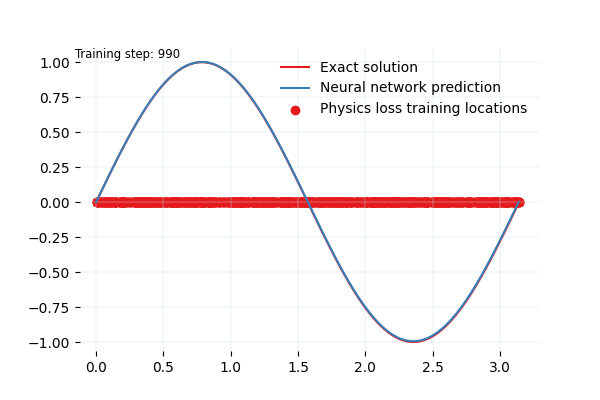 Training step: 990
Exact solution
Neural network prediction
Physics loss training locations
1.00
0.75
0.50
0.25
0.00
−0.25
−0.50
−0.75
−1.00
0.0 0.5 1.0 1.5 2.0 2.5 3.0